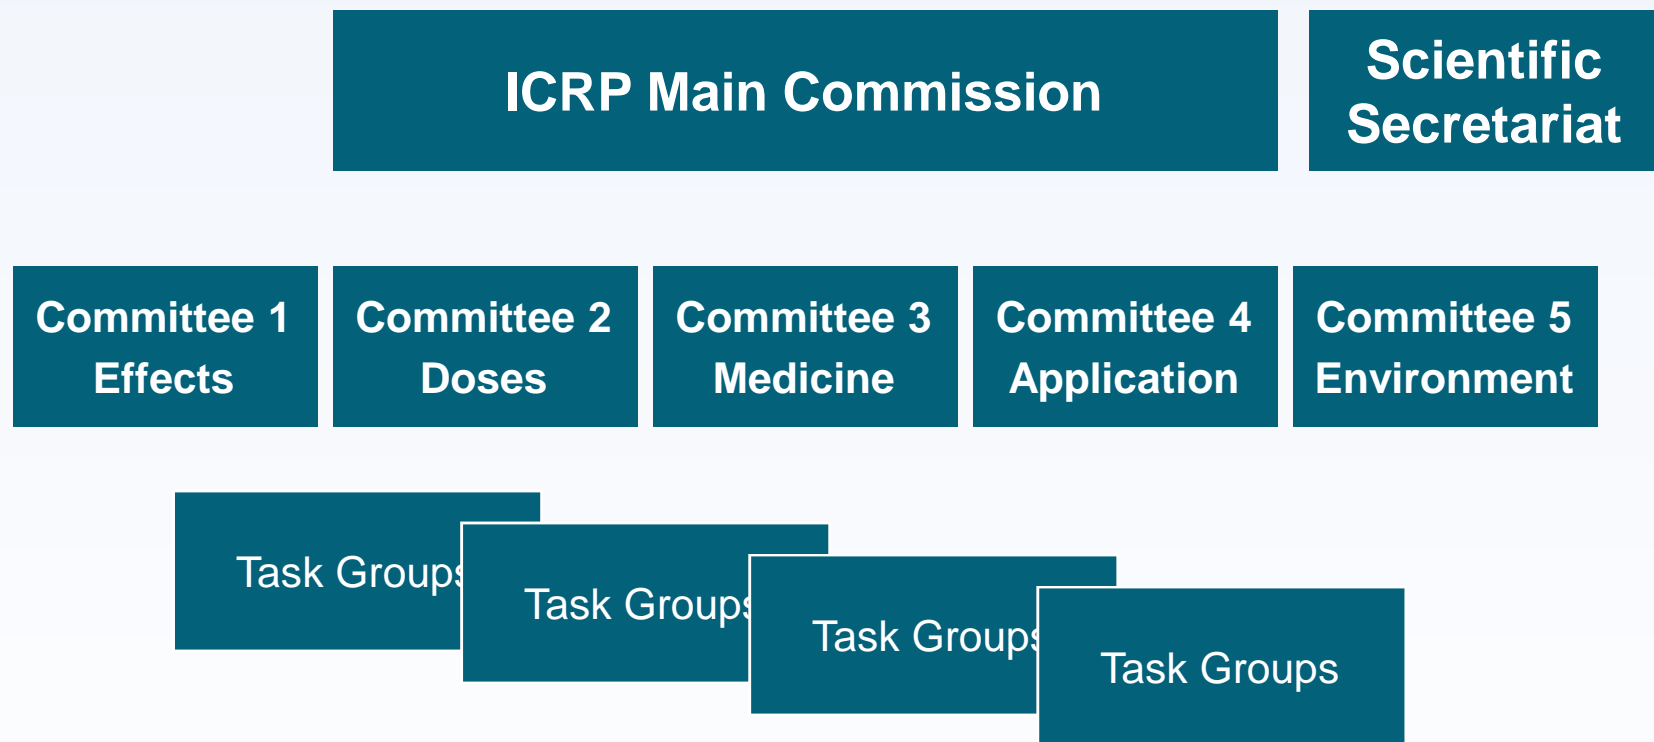 ICRP Main Commission
Scientific
Secretariat
Committee 1
Effects
Committee 2
Doses
Committee 3
Medicine
Committee 4
Application
Committee 5
Environment
Task Groups
Task Groups
Task Groups
Task Groups